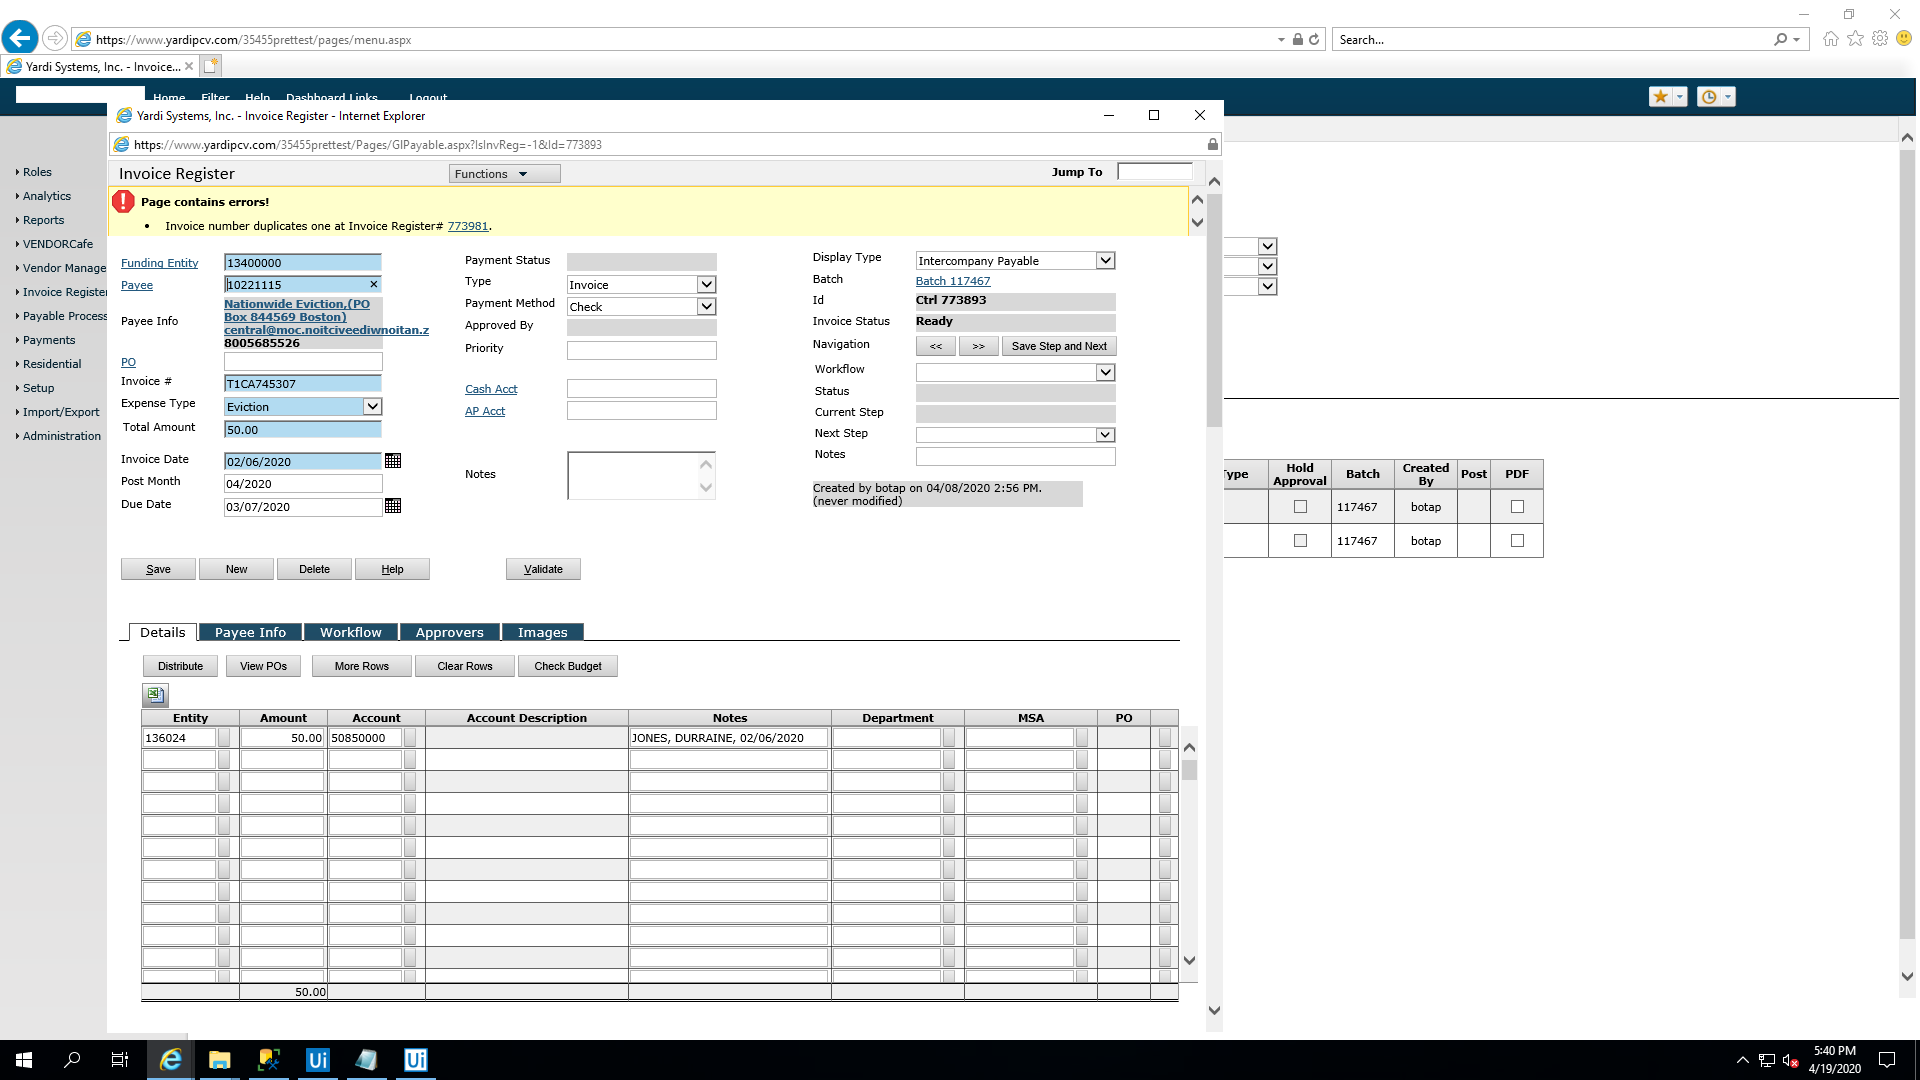 https://www.yardipcv.com/35455prettest/pages/menu.aspx
Search...
Yardi Systems, Inc. - Invoice...
Home Filter Help Dashboard Links Logout
Yardi Systems, Inc. - Invoice Register - Internet Explorer
https://www.yardipcv.com/35455prettest/Pages/GlPayable.aspx?IsInvReg=-1&Id=773893
Roles
Analytics
Reports
VENDORCafe
Vendor Manage
Invoice Register
Payable Process
Payments
Residential
Setup
Import/Export
Administration
Invoice Register
Functions
Jump To
Page contains errors!
• Invoice number duplicates one at Invoice Register# 773981.
Funding Entity 13400000
Payee 10221115
Payee Info
Nationwide Eviction,(PO
Box 844569 Boston)
central@moc.noitciveediwnoitan.z
8005685526
PO
Invoice # T1CA745307
Expense Type Eviction
Total Amount 50.00
Invoice Date 02/06/2020
Post Month 04/2020
Due Date 03/07/2020
Payment Status
Type Invoice
Payment Method Check
Approved By
Priority
Cash Acct
AP Acct
Notes
Display Type Intercompany Payable
Batch Batch 117467
Id Ctrl 773893
Invoice Status Ready
Navigation << >> Save Step and Next
Workflow
Status
Current Step
Next Step
Notes
Created by botap on 04/08/2020 2:56 PM.
(never modified)
Save New Delete Help Validate
Details Payee Info Workflow Approvers Images
Distribute View POs More Rows Clear Rows Check Budget
Entity Amount Account Account Description Notes Department MSA PO
136024 50.00 50850000 JONES, DURRAINE, 02/06/2020
50.00
Type Hold Approval Batch Created By Post PDF
117467 botap
117467 botap
5:40 PM
4/19/2020